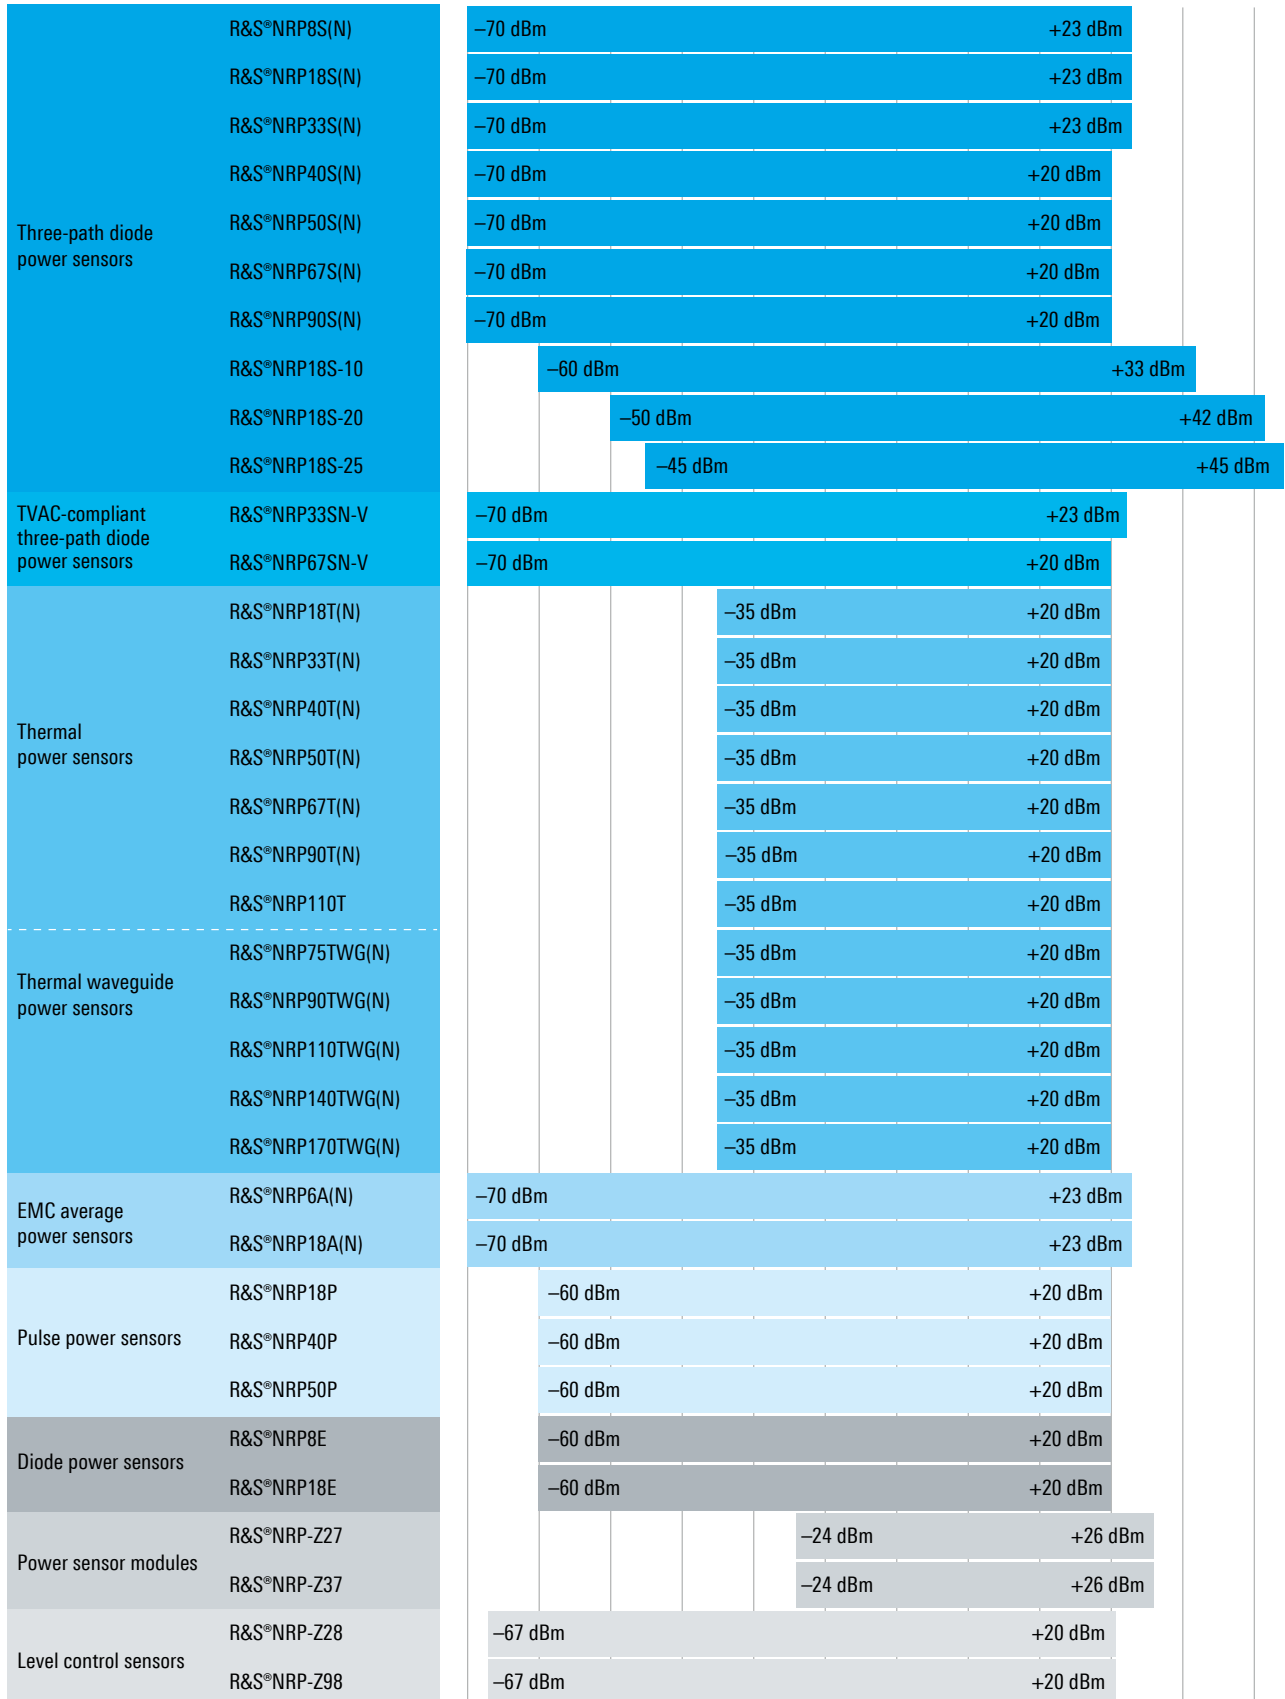 R&S®NRP8S(N) –70 dBm +23 dBm
R&S®NRP18S(N) –70 dBm +23 dBm
R&S®NRP33S(N) –70 dBm +23 dBm
R&S®NRP40S(N) –70 dBm +20 dBm
Three-path diode
power sensors
R&S®NRP50S(N) –70 dBm +20 dBm
R&S®NRP67S(N) –70 dBm +20 dBm
R&S®NRP90S(N) –70 dBm +20 dBm
R&S®NRP18S-10 –60 dBm +33 dBm
R&S®NRP18S-20 –50 dBm +42 dBm
R&S®NRP18S-25 –45 dBm +45 dBm
TVAC-compliant
three-path diode
power sensors
R&S®NRP33SN-V –70 dBm +23 dBm
R&S®NRP67SN-V –70 dBm +20 dBm
R&S®NRP18T(N) –35 dBm +20 dBm
R&S®NRP33T(N) –35 dBm +20 dBm
R&S®NRP40T(N) –35 dBm +20 dBm
Thermal
power sensors
R&S®NRP50T(N) –35 dBm +20 dBm
R&S®NRP67T(N) –35 dBm +20 dBm
R&S®NRP90T(N) –35 dBm +20 dBm
R&S®NRP110T –35 dBm +20 dBm
R&S®NRP75TWG(N) –35 dBm +20 dBm
Thermal waveguide
power sensors
R&S®NRP90TWG(N) –35 dBm +20 dBm
R&S®NRP110TWG(N) –35 dBm +20 dBm
R&S®NRP140TWG(N) –35 dBm +20 dBm
R&S®NRP170TWG(N) –35 dBm +20 dBm
EMC average
power sensors
R&S®NRP6A(N) –70 dBm +23 dBm
R&S®NRP18A(N) –70 dBm +23 dBm
R&S®NRP18P –60 dBm +20 dBm
Pulse power sensors
R&S®NRP40P –60 dBm +20 dBm
R&S®NRP50P –60 dBm +20 dBm
Diode power sensors
R&S®NRP8E –60 dBm +20 dBm
R&S®NRP18E –60 dBm +20 dBm
Power sensor modules
R&S®NRP-Z27 –24 dBm +26 dBm
R&S®NRP-Z37 –24 dBm +26 dBm
Level control sensors
R&S®NRP-Z28 –67 dBm +20 dBm
R&S®NRP-Z98 –67 dBm +20 dBm